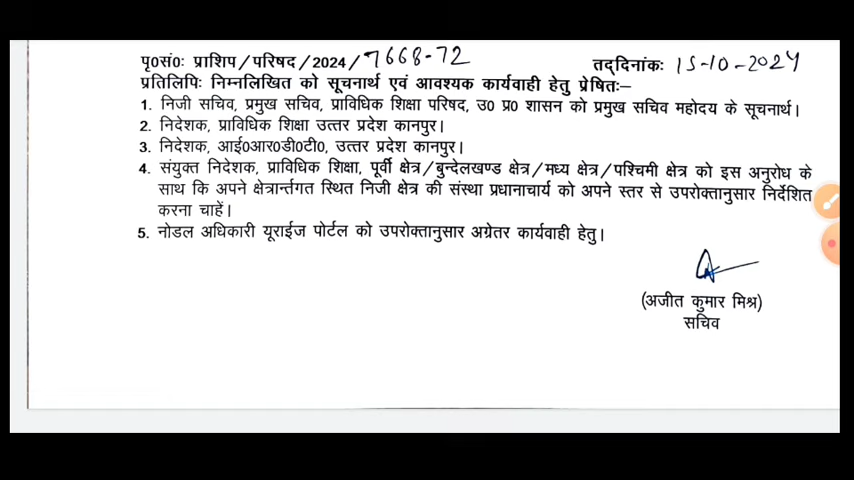 पृ0सं0: प्राशिप/परिषद/2024/7668-72 तद्दिनांकः 15-10-2024
प्रतिलिपिः निम्नलिखित को सूचनार्थ एवं आवश्यक कार्यवाही हेतु प्रेषितः—
1. निजी सचिव, प्रमुख सचिव, प्राविधिक शिक्षा परिषद, उ0 प्र0 शासन को प्रमुख सचिव महोदय के सूचनार्थ।
2. निदेशक, प्राविधिक शिक्षा उत्तर प्रदेश कानपुर।
3. निदेशक, आई0आर0डी0टी0, उत्तर प्रदेश कानपुर।
4. संयुक्त निदेशक, प्राविधिक शिक्षा, पूर्वी क्षेत्र/बुन्देलखण्ड क्षेत्र/मध्य क्षेत्र/पश्चिमी क्षेत्र को इस अनुरोध के
साथ कि अपने क्षेत्रार्न्तगत स्थित निजी क्षेत्र की संस्था प्रधानाचार्य को अपने स्तर से उपरोक्तानुसार निर्देशित
करना चाहें।
5. नोडल अधिकारी यूराईज पोर्टल को उपरोक्तानुसार अग्रेतर कार्यवाही हेतु।
(अजीत कुमार मिश्र)
सचिव